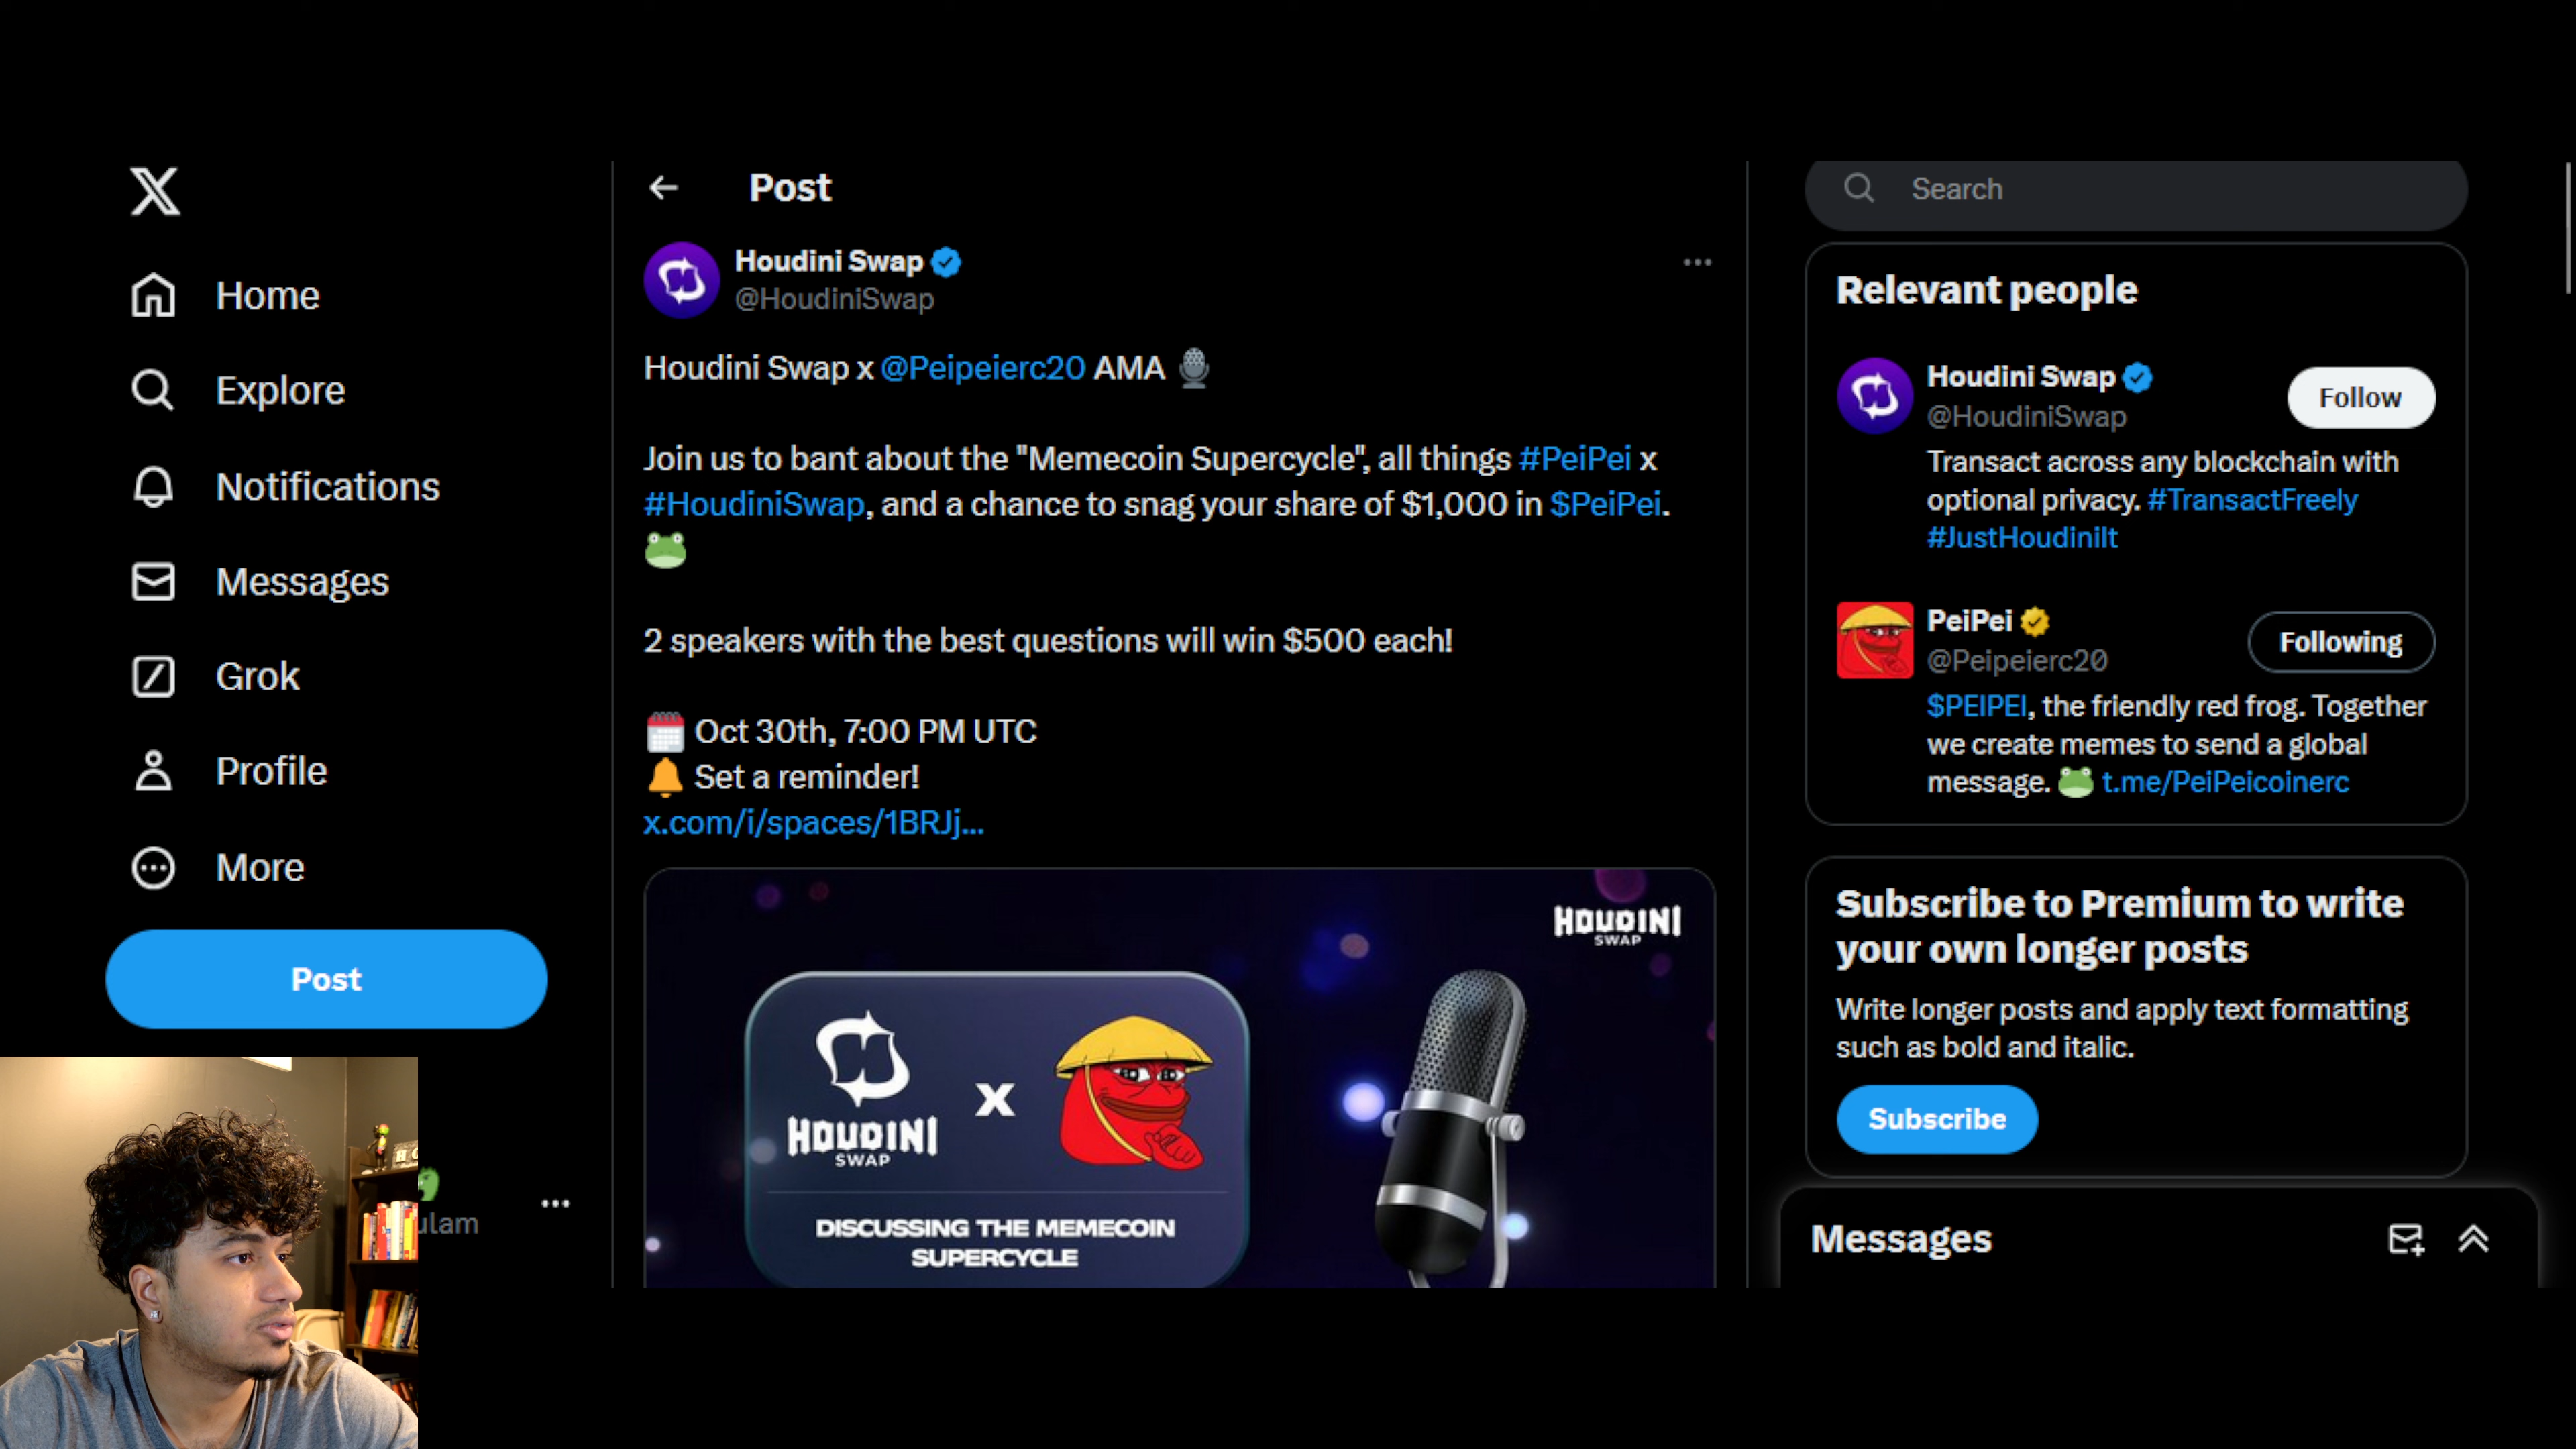 Home
Explore
Notifications
Messages
Grok
Profile
More
Post
ulam
Post
Houdini Swap
@HoudiniSwap
Houdini Swap x @Peipeierc20 AMA
Join us to bant about the "Memecoin Supercycle", all things #PeiPei x
#HoudiniSwap, and a chance to snag your share of $1,000 in $PeiPei.
2 speakers with the best questions will win $500 each!
Oct 30th, 7:00 PM UTC
Set a reminder!
x.com/i/spaces/1BRJj...
HOUDINI
SWAP
HOUDINI
SWAP
X
DISCUSSING THE MEMECOIN
SUPERCYCLE
Search
Relevant people
Houdini Swap
@HoudiniSwap
Follow
Transact across any blockchain with
optional privacy. #TransactFreely
#JustHoudiniIt
PeiPei
@Peipeierc20
Following
$PEIPEI, the friendly red frog. Together
we create memes to send a global
message. t.me/PeiPeicoinerc
Subscribe to Premium to write
your own longer posts
Write longer posts and apply text formatting
such as bold and italic.
Subscribe
Messages